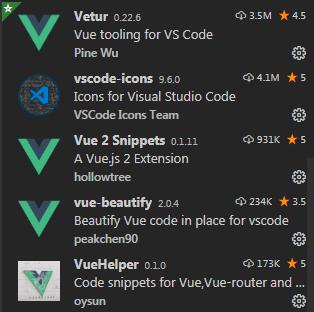 Vetur 0.22.6 3.5M 4.5
Vue tooling for VS Code
Pine Wu
vscode-icons 9.6.0 4.1M 5
Icons for Visual Studio Code
VSCode Icons Team
Vue 2 Snippets 0.1.11 931K 5
A Vue.js 2 Extension
hollowtree
vue-beautify 2.0.4 234K 3.5
Beautify Vue code in place for vscode
peakchen90
VueHelper 0.1.0 173K 5
Code snippets for Vue,Vue-router and ...
oysun